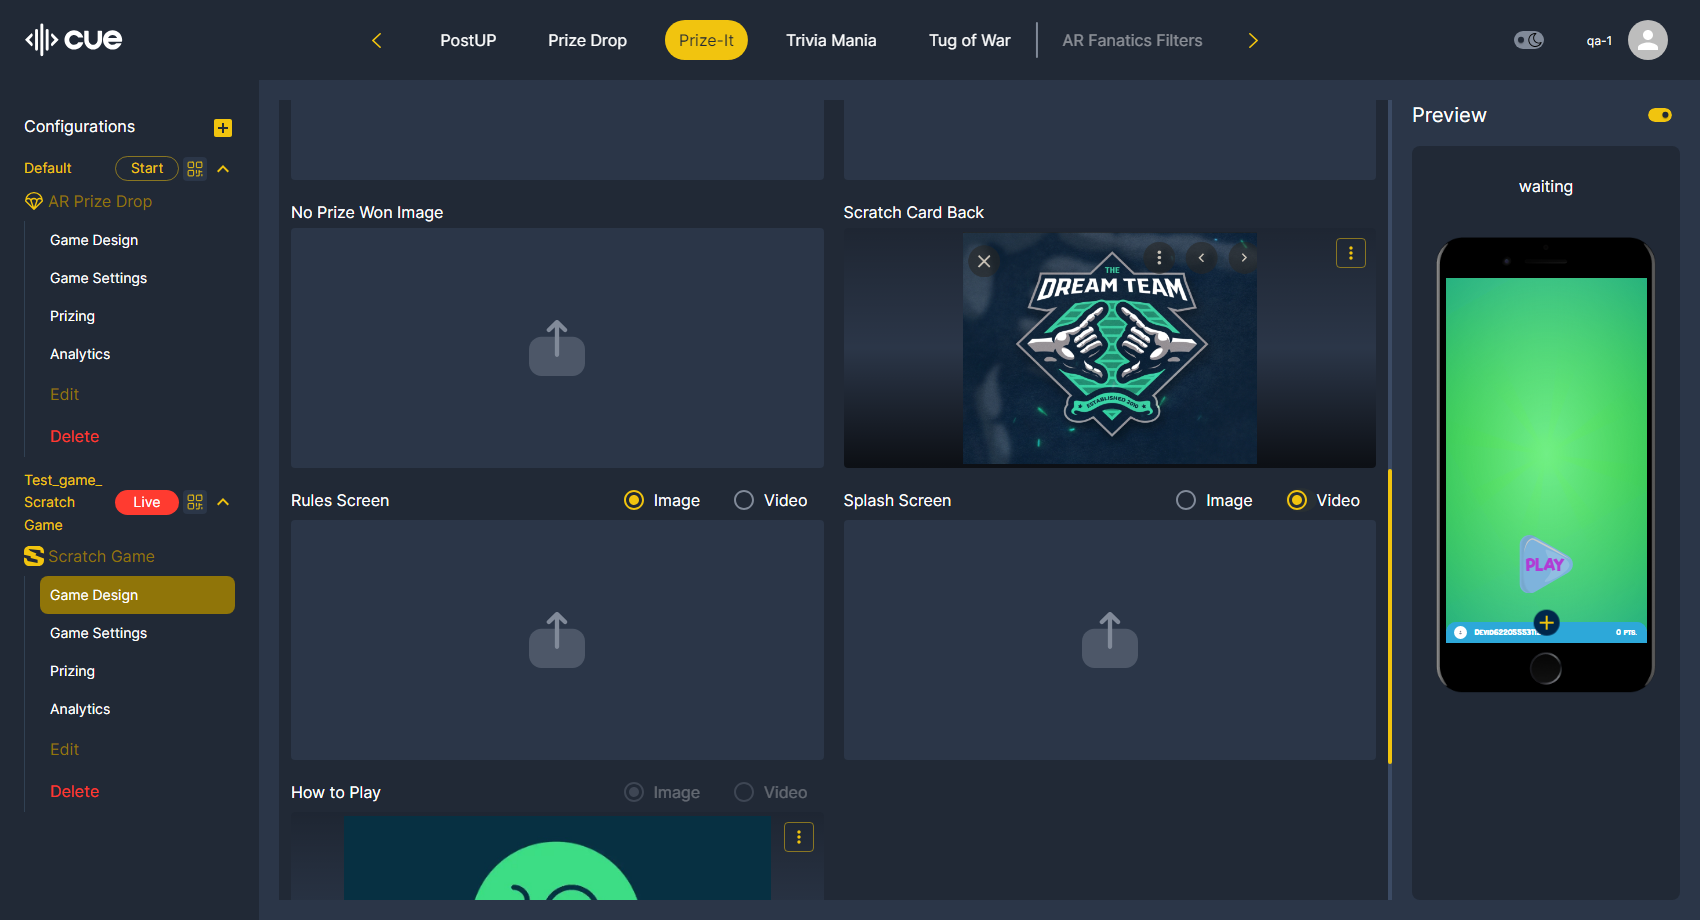 cue
PostUP
Prize Drop
Prize-It
Trivia Mania
Tug of War
AR Fanatics Filters
qa-1
Configurations
Default
Start
AR Prize Drop
Game Design
Game Settings
Prizing
Analytics
Edit
Delete
Test_game_
Scratch
Game
Live
Scratch Game
Game Design
Game Settings
Prizing
Analytics
Edit
Delete
No Prize Won Image
Scratch Card Back
THE
DREAM TEAM
Rules Screen
Image
Video
Splash Screen
Image
Video
How to Play
Image
Video
Preview
waiting
PLAY
0 PTS.